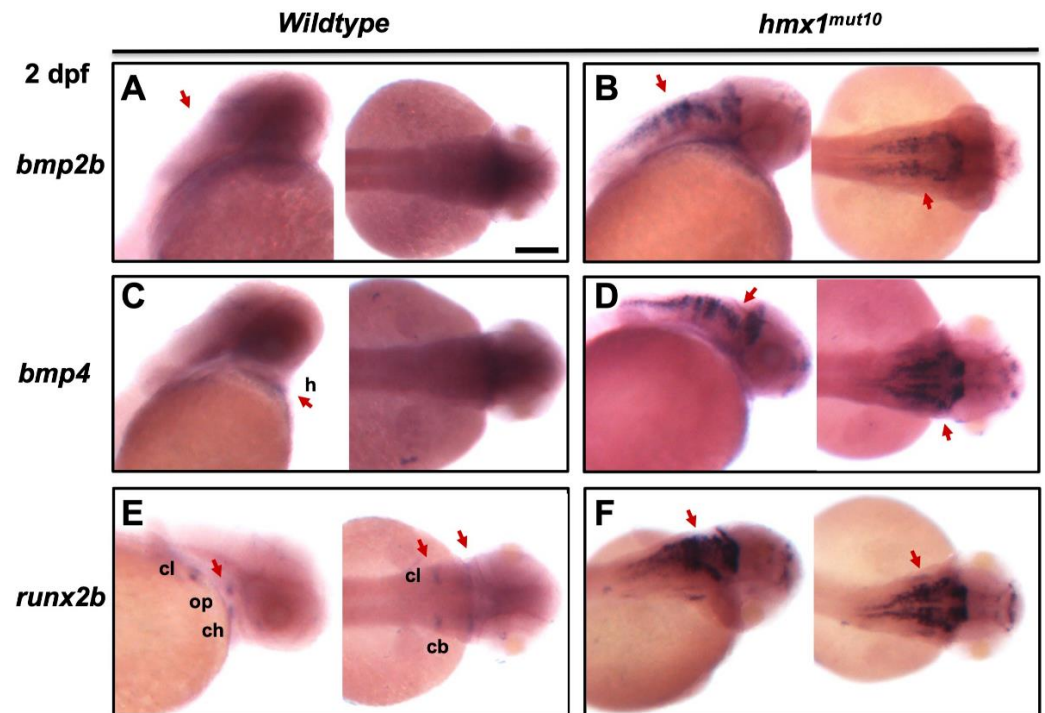 Wildtype hmx1mut10
2 dpf
A B
bmp2b
C D
bmp4
h
E F
cl
cl
op
runx2b
ch
cb